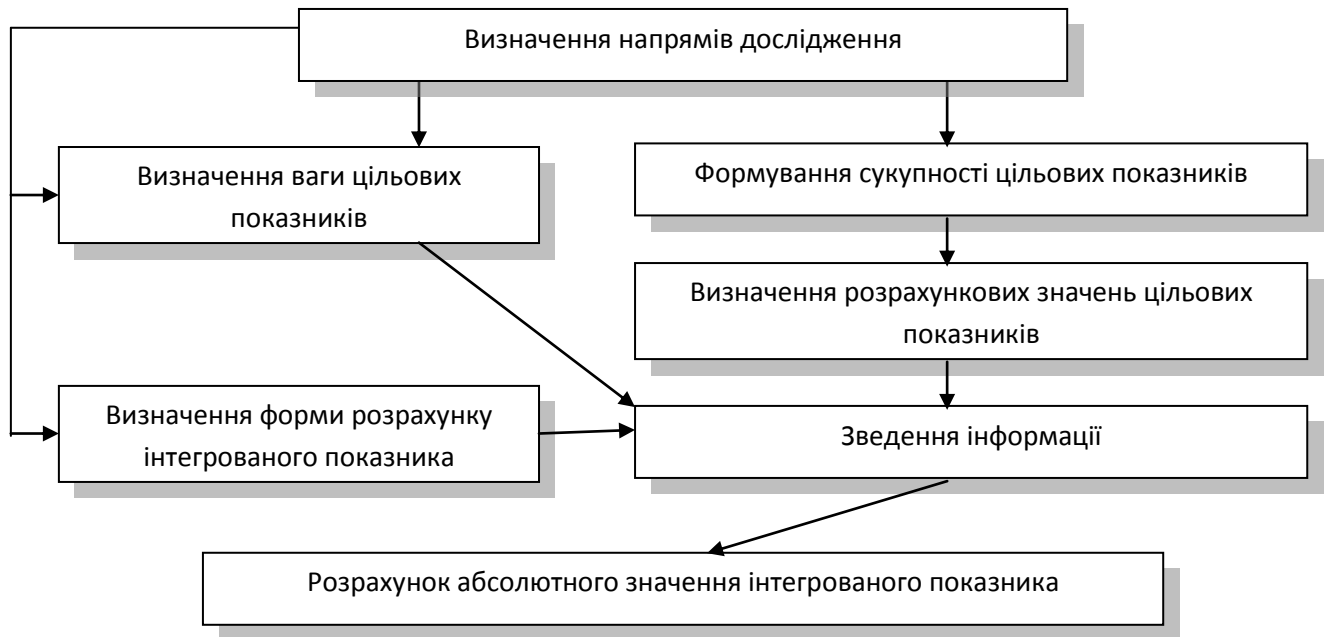 Визначення напрямів дослідження
Визначення ваги цільових
показників
Формування сукупності цільових показників
Визначення розрахункових значень цільових
показників
Визначення форми розрахунку
інтегрованого показника
Зведення інформації
Розрахунок абсолютного значення інтегрованого показника